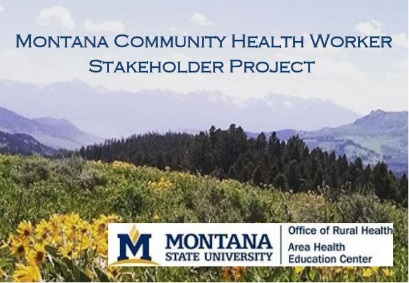 MONTANA COMMUNITY HEALTH WORKER
STAKEHOLDER PROJECT
M
MONTANA
STATE UNIVERSITY
Office of Rural Health
Area Health
Education Center